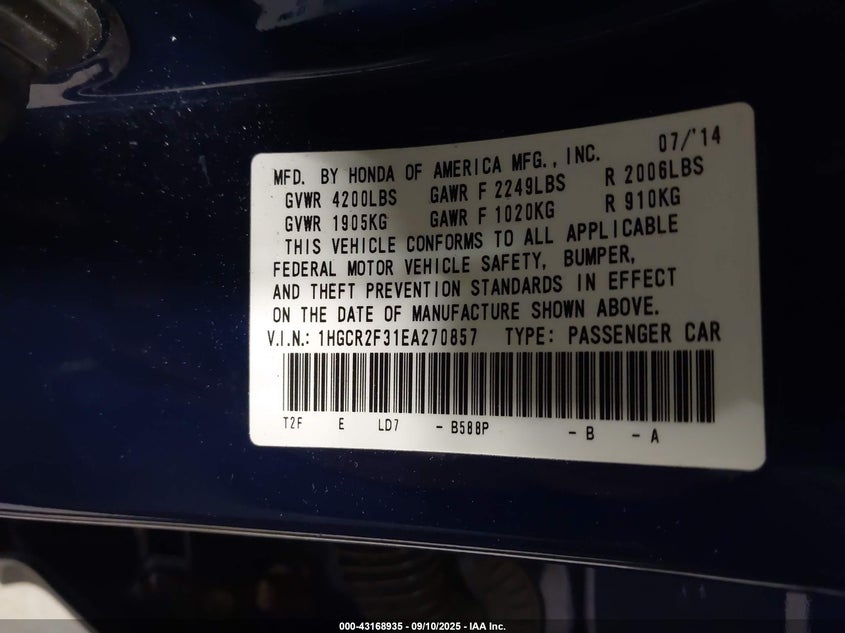 07/'14
MFD. BY HONDA OF AMERICA MFG., INC.
GVWR 4200LBS GAWR F 2249LBS R 2006LBS
GVWR 1905KG GAWR F 1020KG R 910KG
THIS VEHICLE CONFORMS TO ALL APPLICABLE
FEDERAL MOTOR VEHICLE SAFETY, BUMPER,
AND THEFT PREVENTION STANDARDS IN EFFECT
ON THE DATE OF MANUFACTURE SHOWN ABOVE.
V.I.N.: 1HGCR2F31EA270857 TYPE: PASSENGER CAR
T2F E LD7 - B588P - B - A
000-43168935 - 09/10/2025 - IAA Inc.